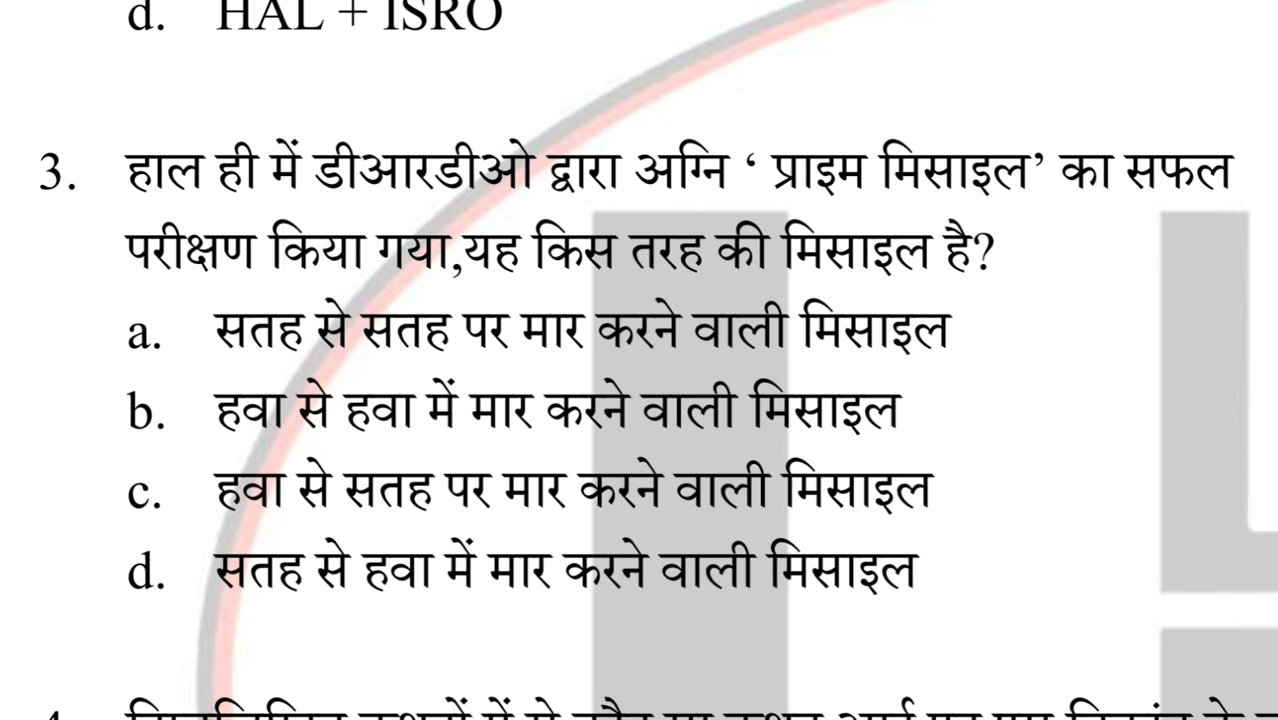 d. HAL + ISRO
3. हाल ही में डीआरडीओ द्वारा अग्नि ‘ प्राइम मिसाइल’ का सफल
परीक्षण किया गया,यह किस तरह की मिसाइल है?
a. सतह से सतह पर मार करने वाली मिसाइल
b. हवा से हवा में मार करने वाली मिसाइल
c. हवा से सतह पर मार करने वाली मिसाइल
d. सतह से हवा में मार करने वाली मिसाइल